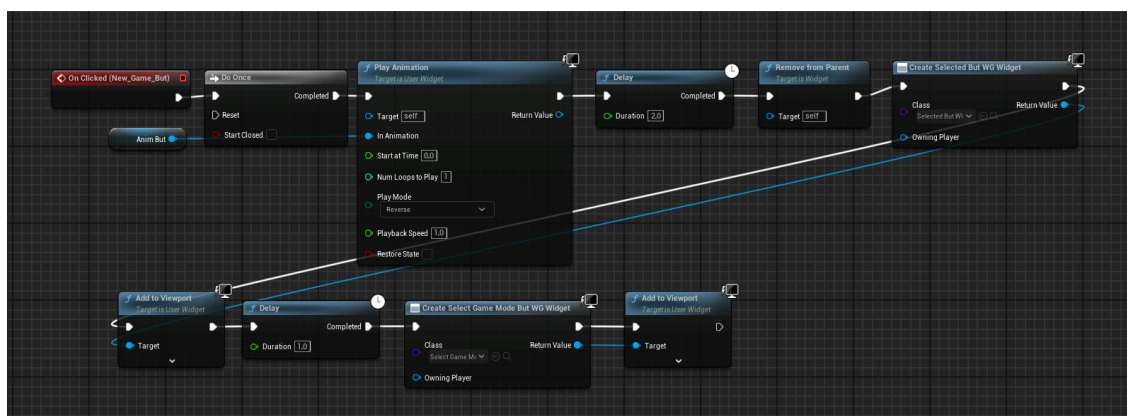 On Clicked (New_Game_But)
Do Once
Completed
Reset
Start Closed
Anim But
f Play Animation
Target is User Widget
Target self
Return Value
In Animation
Start at Time 0,0
Num Loops to Play 1
Play Mode
Reverse
Playback Speed 1,0
Restore State
f Delay
Completed
Duration 2,0
f Remove from Parent
Target is Widget
Target self
Create Selected But WG Widget
Class
Return Value
Selected But W
Owning Player
f Add to Viewport
Target is User Widget
Target
f Delay
Completed
Duration 1,0
Create Select Game Mode But WG Widget
Class
Return Value
Select Game M
Owning Player
f Add to Viewport
Target is User Widget
Target